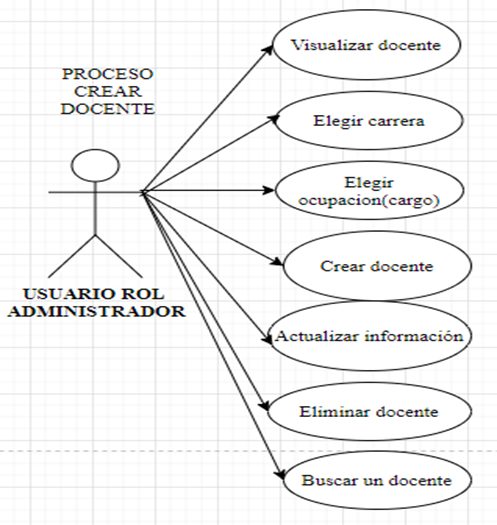 PROCESO
CREAR
DOCENTE
USUARIO ROL
ADMINISTRADOR
Visualizar docente
Elegir carrera
Elegir
ocupacion(cargo)
Crear docente
Actualizar información
Eliminar docente
Buscar un docente